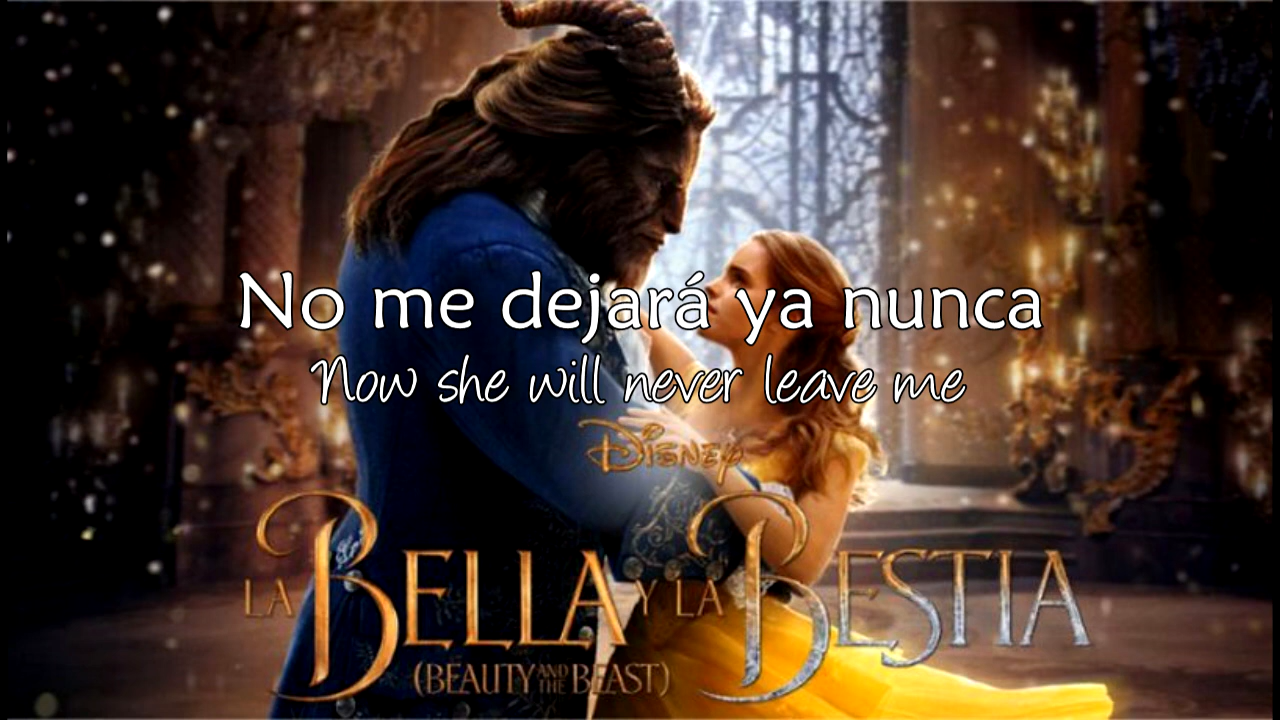 No me dejará ya nunca
Now she will never leave me
Disney
LA BELLA Y LA BESTIA
(BEAUTY AND THE BEAST)